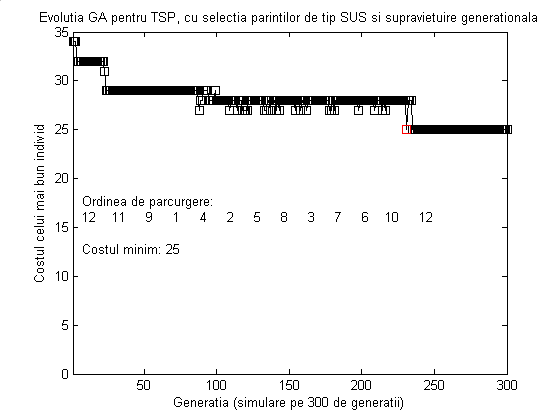 Evolutia GA pentru TSP, cu selectia parintilor de tip SUS si supravietuire generationala
35
30
25
20
15
10
5
0
Costul celui mai bun individ
Ordinea de parcurgere:
12 11 9 1 4 2 5 8 3 7 6 10 12
Costul minim: 25
50 100 150 200 250 300
Generatia (simulare pe 300 de generatii)